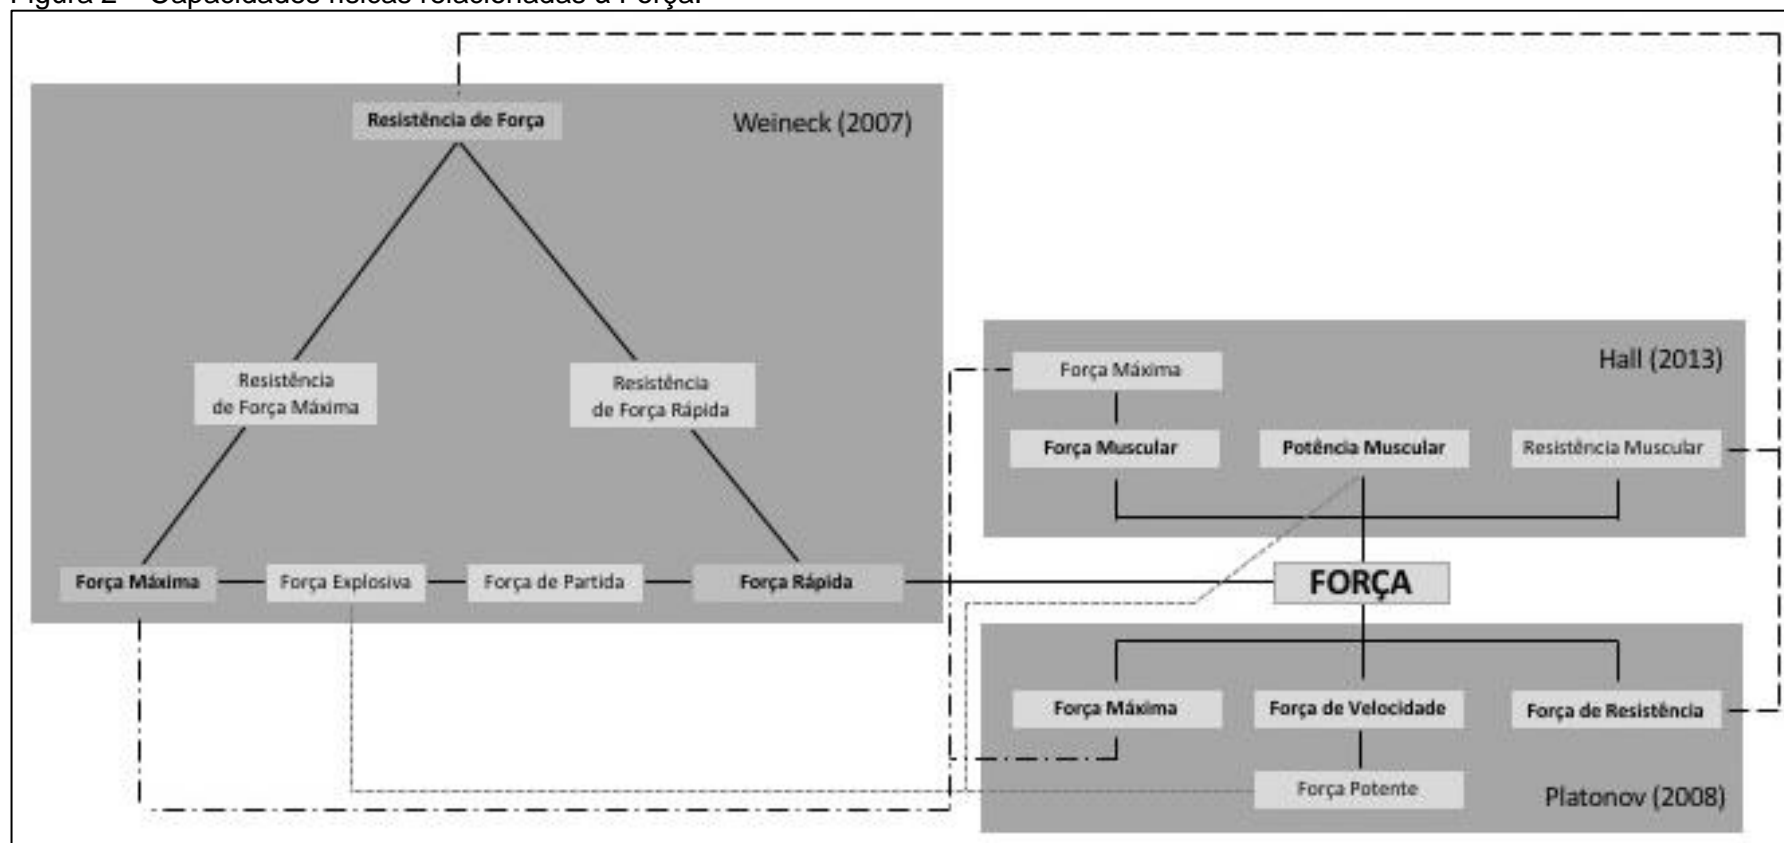 Figura 2 – Capacidades físicas relacionadas à Força.
Resistência de Força
Weineck (2007)
Resistência
de Força Máxima
Resistência
de Força Rápida
Força Máxima
Força Explosiva
Força de Partida
Força Rápida
Hall (2013)
Força Máxima
Força Muscular
Potência Muscular
Resistência Muscular
FORÇA
Força Máxima
Força de Velocidade
Força de Resistência
Força Potente
Platonov (2008)